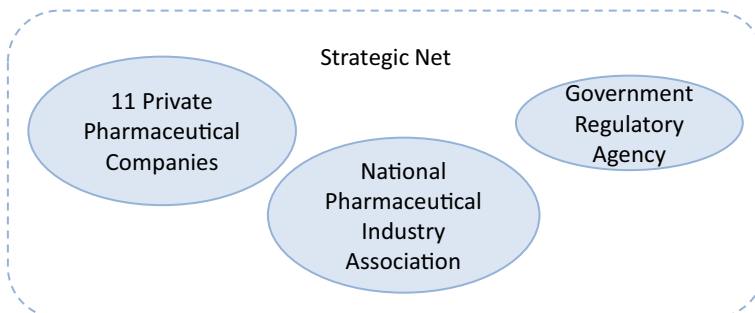 Strategic Net
11 Private
Pharmaceutical
Companies
National
Pharmaceutical
Industry
Association
Government
Regulatory
Agency